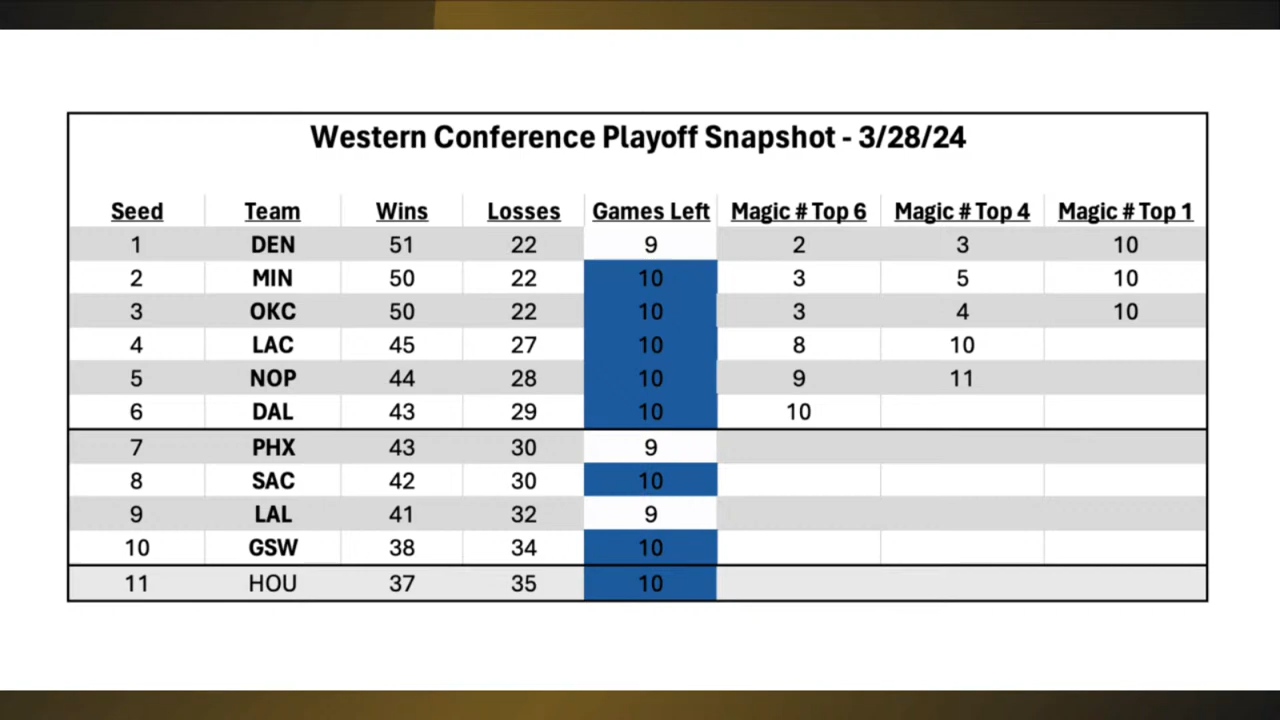 Western Conference Playoff Snapshot - 3/28/24
Seed Team Wins Losses Games Left Magic # Top 6 Magic # Top 4 Magic # Top 1
1 DEN 51 22 9 2 3 10
2 MIN 50 22 10 3 5 10
3 OKC 50 22 10 3 4 10
4 LAC 45 27 10 8 10
5 NOP 44 28 10 9 11
6 DAL 43 29 10 10
7 PHX 43 30 9
8 SAC 42 30 10
9 LAL 41 32 9
10 GSW 38 34 10
11 HOU 37 35 10